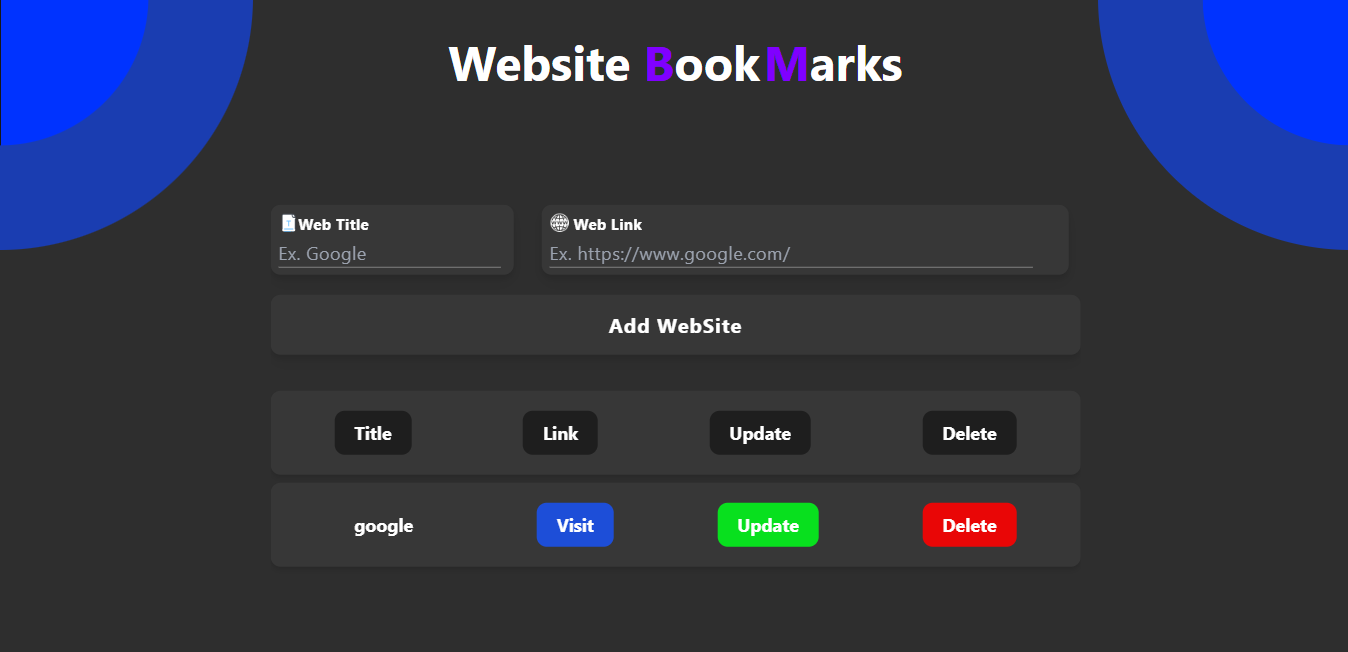 Website BookMarks
Web Title
Web Link
Ex. Google
Ex. https://www.google.com/
Add WebSite
Title Link Update Delete
google Visit Update Delete